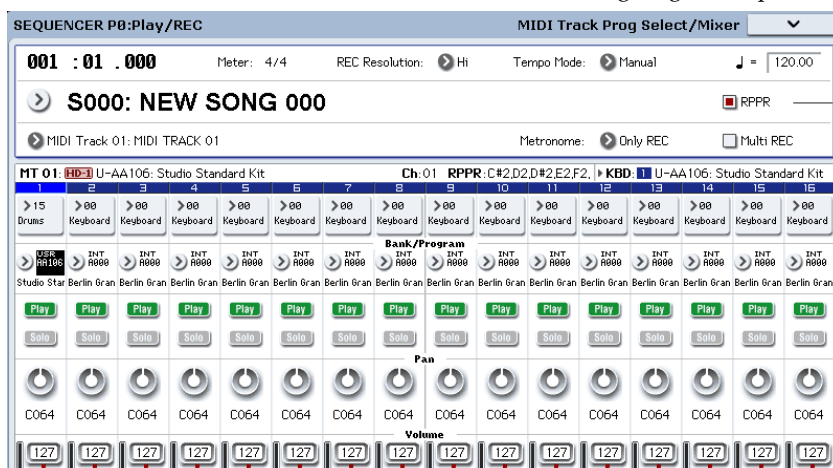 SEQUENCER P0:Play/REC MIDI Track Prog Select/Mixer
001 :01 .000 Meter: 4/4 REC Resolution: Hi Tempo Mode: Manual ♩ = 120.00
S000: NEW SONG 000 RPPR
MIDI Track 01: MIDI TRACK 01 Metronome: Only REC Multi REC
MT 01: HD-1 U-AA106: Studio Standard Kit Ch:01 RPPR:C#2,D2,D#2,E2,F2, KBD: 1 U-AA106: Studio Standard Kit
1 2 3 4 5 6 7 8 9 10 11 12 13 14 15 16
15 00 00 00 00 00 00 00 00 00 00 00 00 00 00 00
Drums Keyboard Keyboard Keyboard Keyboard Keyboard Keyboard Keyboard Keyboard Keyboard Keyboard Keyboard Keyboard Keyboard Keyboard Keyboard
Bank/Program
USR INT INT INT INT INT INT INT INT INT INT INT INT INT INT INT
AA106 A000 A000 A000 A000 A000 A000 A000 A000 A000 A000 A000 A000 A000 A000 A000
Studio Star Berlin Gran Berlin Gran Berlin Gran Berlin Gran Berlin Gran Berlin Gran Berlin Gran Berlin Gran Berlin Gran Berlin Gran Berlin Gran Berlin Gran Berlin Gran Berlin Gran Berlin Gran
Play Play Play Play Play Play Play Play Play Play Play Play Play Play Play Play
Solo Solo Solo Solo Solo Solo Solo Solo Solo Solo Solo Solo Solo Solo Solo Solo
Pan
C064 C064 C064 C064 C064 C064 C064 C064 C064 C064 C064 C064 C064 C064 C064 C064
Volume
127 127 127 127 127 127 127 127 127 127 127 127 127 127 127 127